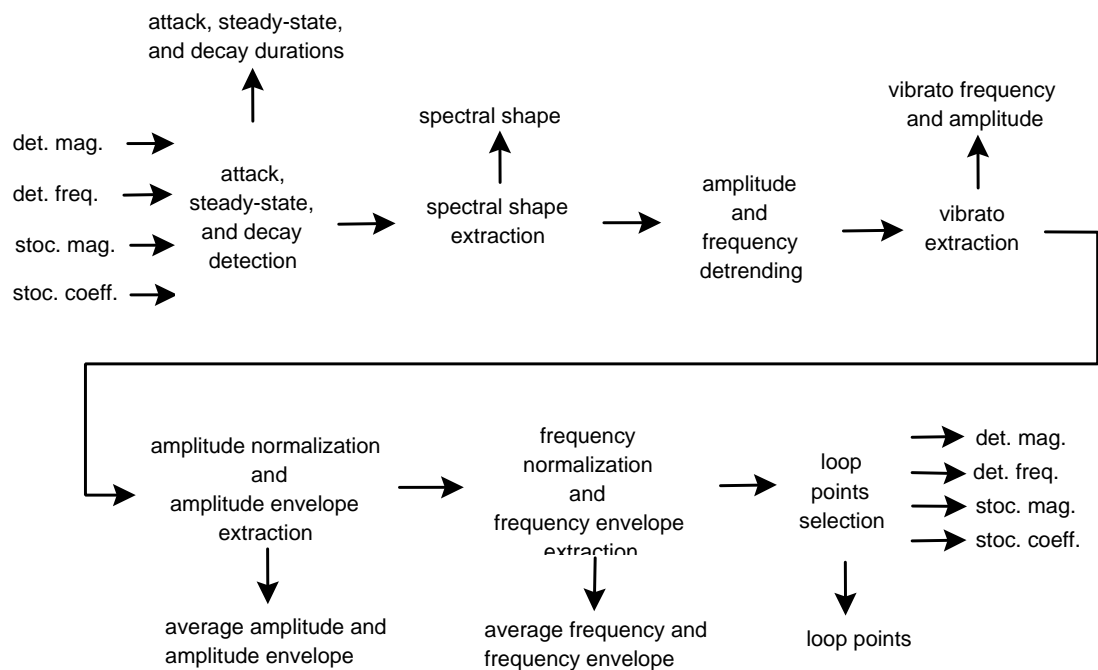 attack, steady-state,
and decay durations
det. mag.
det. freq.
stoc. mag.
stoc. coeff.
attack,
steady-state,
and decay
detection
spectral shape
spectral shape
extraction
amplitude
and
frequency
detrending
vibrato frequency
and amplitude
vibrato
extraction
amplitude normalization
and
amplitude envelope
extraction
average amplitude and
amplitude envelope
frequency
normalization
and
frequency envelope
extraction
average frequency and
frequency envelope
loop
points
selection
loop points
det. mag.
det. freq.
stoc. mag.
stoc. coeff.